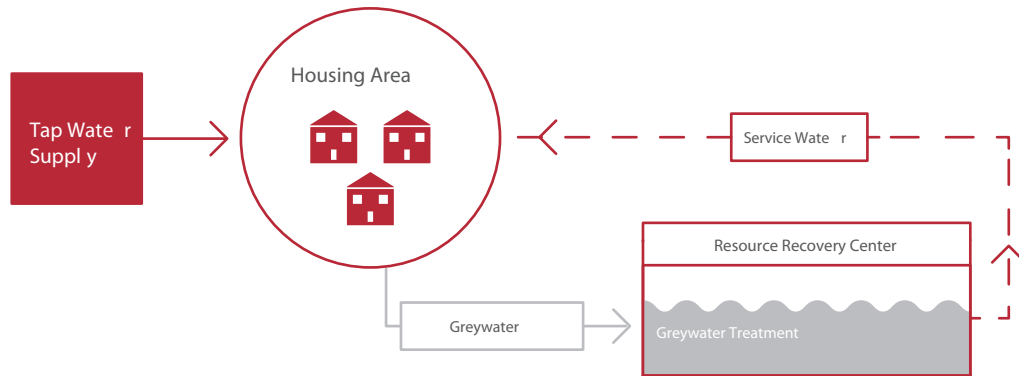 Housing Area
Tap Wate r
Suppl y
Service Wate r
Resource Recovery Center
Greywater
Greywater Treatment